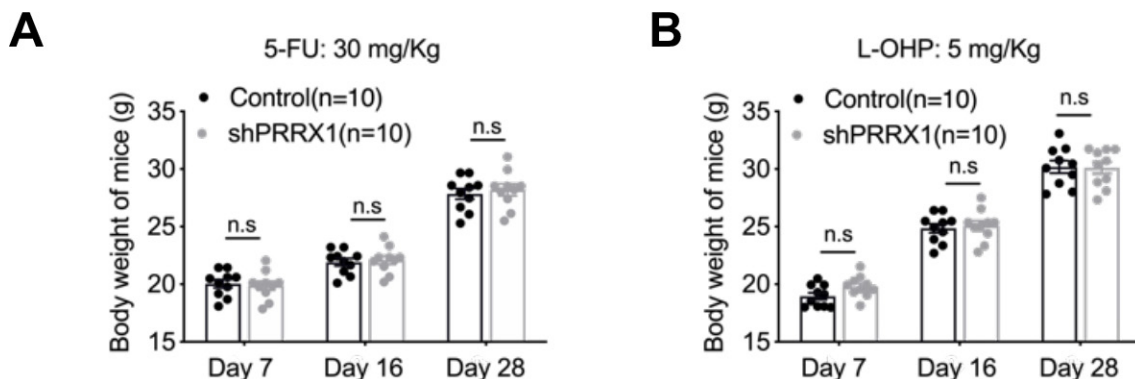 A
5-FU: 30 mg/Kg
Body weight of mice (g)
35
30
25
20
15
Control(n=10)
shPRRX1(n=10)
n.s
n.s
n.s
Day 7
Day 16
Day 28
B
L-OHP: 5 mg/Kg
Body weight of mice (g)
35
30
25
20
15
Control(n=10)
shPRRX1(n=10)
n.s
n.s
n.s
Day 7
Day 16
Day 28